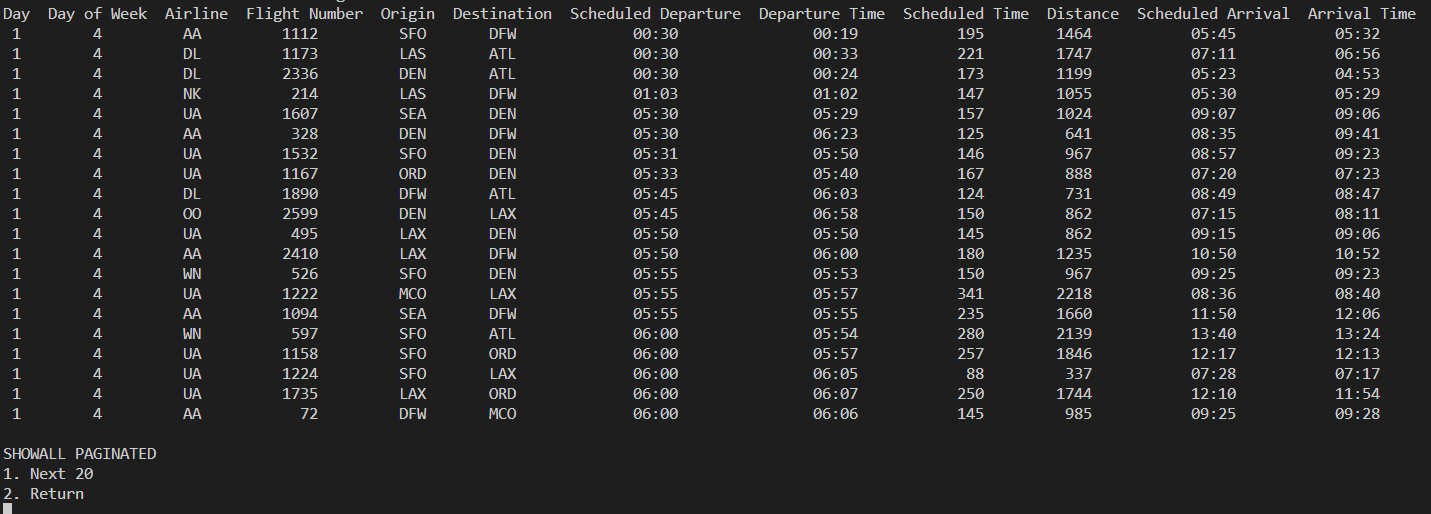 Day  Day of Week  Airline  Flight Number  Origin  Destination  Scheduled Departure  Departure Time  Scheduled Time  Distance  Scheduled Arrival  Arrival Time
1  4  AA  1112  SFO  DFW  00:30  00:19  195  1464  05:45  05:32
1  4  DL  1173  LAS  ATL  00:30  00:33  221  1747  07:11  06:56
1  4  DL  2336  DEN  ATL  00:30  00:24  173  1199  05:23  04:53
1  4  NK  214  LAS  DFW  01:03  01:02  147  1055  05:30  05:29
1  4  UA  1607  SEA  DEN  05:30  05:29  157  1024  09:07  09:06
1  4  AA  328  DEN  DFW  05:30  06:23  125  641  08:35  09:41
1  4  UA  1532  SFO  DEN  05:31  05:50  146  967  08:57  09:23
1  4  UA  1167  ORD  DEN  05:33  05:40  167  888  07:20  07:23
1  4  DL  1890  DFW  ATL  05:45  06:03  124  731  08:49  08:47
1  4  OO  2599  DEN  LAX  05:45  06:58  150  862  07:15  08:11
1  4  UA  495  LAX  DEN  05:50  05:50  145  862  09:15  09:06
1  4  AA  2410  LAX  DFW  05:50  06:00  180  1235  10:50  10:52
1  4  WN  526  SFO  DEN  05:55  05:53  150  967  09:25  09:23
1  4  UA  1222  MCO  LAX  05:55  05:57  341  2218  08:36  08:40
1  4  AA  1094  SEA  DFW  05:55  05:55  235  1660  11:50  12:06
1  4  WN  597  SFO  ATL  06:00  05:54  280  2139  13:40  13:24
1  4  UA  1158  SFO  ORD  06:00  05:57  257  1846  12:17  12:13
1  4  UA  1224  SFO  LAX  06:00  06:05  88  337  07:28  07:17
1  4  UA  1735  LAX  ORD  06:00  06:07  250  1744  12:10  11:54
1  4  AA  72  DFW  MCO  06:00  06:06  145  985  09:25  09:28
SHOWALL PAGINATED
1. Next 20
2. Return